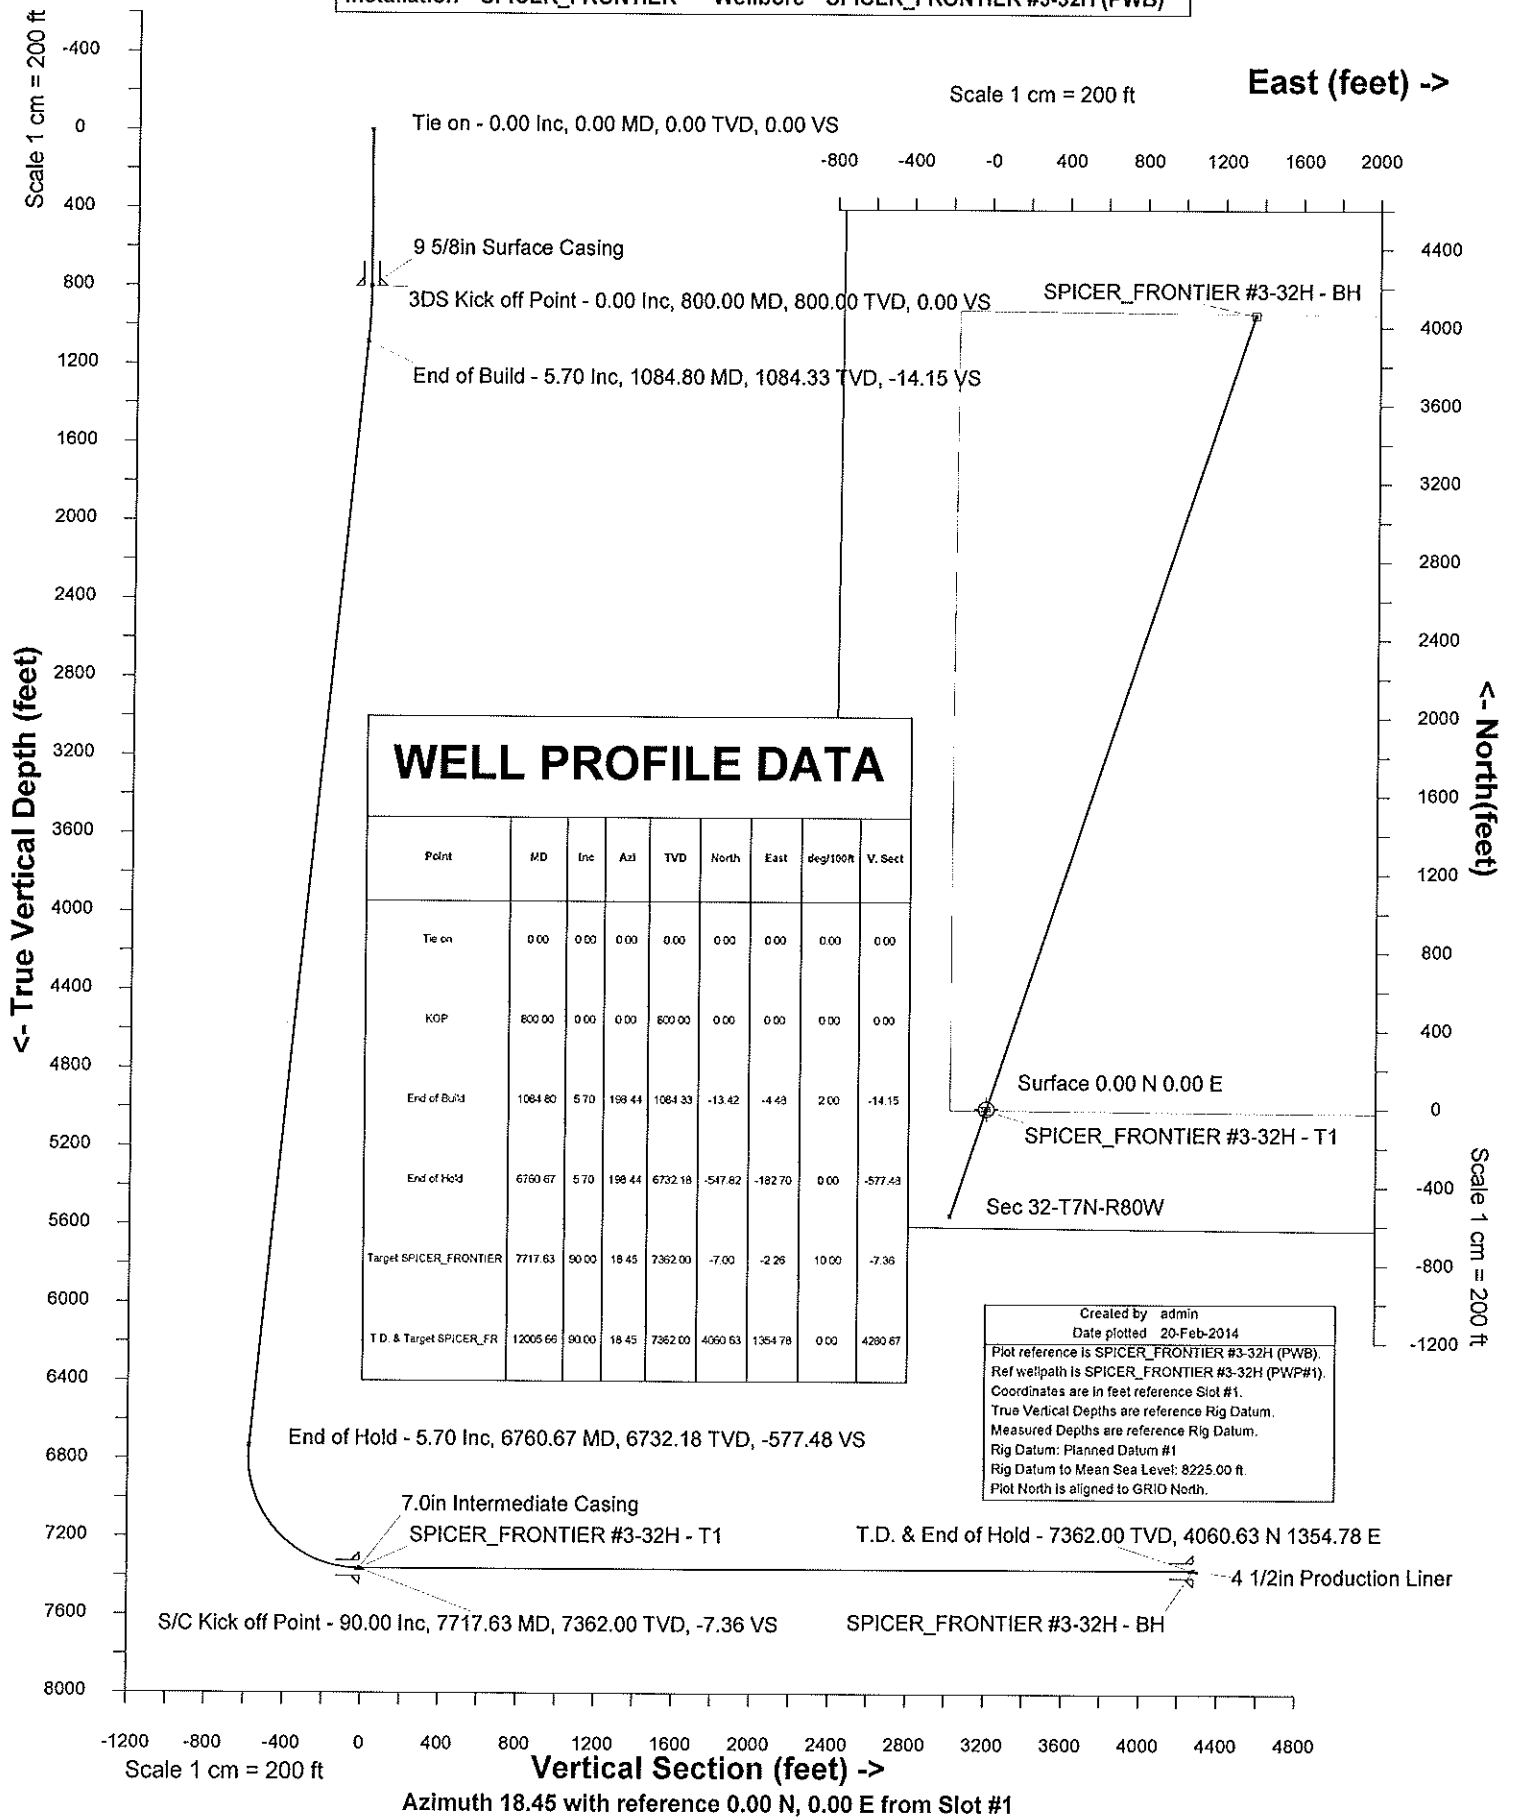 Installation : SPICER_FRONTIER Wellbore : SPICER_FRONTIER #3-32H (PWB)
Scale 1 cm = 200 ft
East (feet) ->
Scale 1 cm = 200 ft
-800 -400 -0 400 800 1200 1600 2000
-400
0
400
800
1200
1600
2000
2400
2800
3200
3600
4000
4400
4800
5200
5600
6000
6400
6800
7200
7600
8000
<- True Vertical Depth (feet)
Tie on - 0.00 Inc, 0.00 MD, 0.00 TVD, 0.00 VS
9 5/8in Surface Casing
3DS Kick off Point - 0.00 Inc, 800.00 MD, 800.00 TVD, 0.00 VS
End of Build - 5.70 Inc, 1084.80 MD, 1084.33 TVD, -14.15 VS
SPICER_FRONTIER #3-32H - BH
4400
4000
3600
3200
2800
2400
2000
1600
1200
800
400
0
-400
-800
-1200
<- North(feet)
Scale 1 cm = 200 ft
Surface 0.00 N 0.00 E
SPICER_FRONTIER #3-32H - T1
Sec 32-T7N-R80W
WELL PROFILE DATA
Point MD Inc Azi TVD North East deg/100ft V. Sect
Tie on 0.00 0.00 0.00 0.00 0.00 0.00 0.00 0.00
KOP 800.00 0.00 0.00 800.00 0.00 0.00 0.00 0.00
End of Build 1084.80 5.70 198.44 1084.33 -13.42 -4.48 2.00 -14.15
End of Hold 6760.67 5.70 198.44 6732.18 -547.82 -182.70 0.00 -577.48
Target SPICER_FRONTIER 7717.63 90.00 18.45 7362.00 -7.00 -2.26 10.00 -7.36
T.D. & Target SPICER_FR 12005.66 90.00 18.45 7362.00 4060.63 1354.78 0.00 4280.67
Created by admin
Date plotted 20-Feb-2014
Plot reference is SPICER_FRONTIER #3-32H (PWB).
Ref wellpath is SPICER_FRONTIER #3-32H (PWP#1).
Coordinates are in feet reference Slot #1.
True Vertical Depths are reference Rig Datum.
Measured Depths are reference Rig Datum.
Rig Datum: Planned Datum #1
Rig Datum to Mean Sea Level: 8225.00 ft.
Plot North is aligned to GRID North.
End of Hold - 5.70 Inc, 6760.67 MD, 6732.18 TVD, -577.48 VS
7.0in Intermediate Casing
SPICER_FRONTIER #3-32H - T1
T.D. & End of Hold - 7362.00 TVD, 4060.63 N 1354.78 E
4 1/2in Production Liner
S/C Kick off Point - 90.00 Inc, 7717.63 MD, 7362.00 TVD, -7.36 VS
SPICER_FRONTIER #3-32H - BH
-1200 -800 -400 0 400 800 1200 1600 2000 2400 2800 3200 3600 4000 4400 4800
Scale 1 cm = 200 ft
Vertical Section (feet) ->
Azimuth 18.45 with reference 0.00 N, 0.00 E from Slot #1